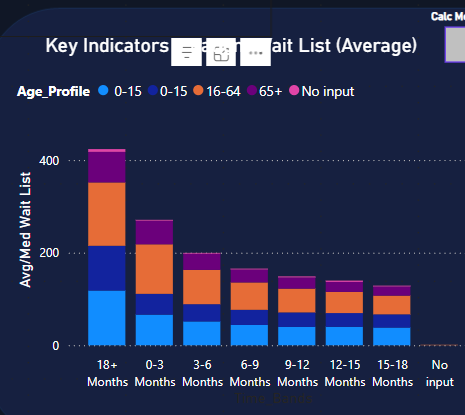 Calc Me
Key Indicators ait List (Average)
Age_Profile 0-15 0-15 16-64 65+ No input
Avg/Med Wait List
400
200
0
18+ Months
0-3 Months
3-6 Months
6-9 Months
9-12 Months
12-15 Months
15-18 Months
No input